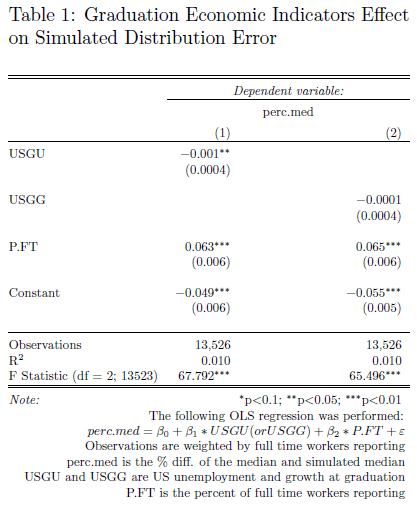 Table 1: Graduation Economic Indicators Effect
on Simulated Distribution Error
Dependent variable:
perc.med
(1) (2)
USGU −0.001**
(0.0004)
USGG −0.0001
(0.0004)
P.FT 0.063*** 0.065***
(0.006) (0.006)
Constant −0.049*** −0.055***
(0.006) (0.005)
Observations 13,526 13,526
R² 0.010 0.010
F Statistic (df = 2; 13523) 67.792*** 65.496***
Note: *p<0.1; **p<0.05; ***p<0.01
The following OLS regression was performed:
perc.med = β₀ + β₁ * USGU(orUSGG) + β₂ * P.FT + ε
Observations are weighted by full time workers reporting
perc.med is the % diff. of the median and simulated median
USGU and USGG are US unemployment and growth at graduation
P.FT is the percent of full time workers reporting